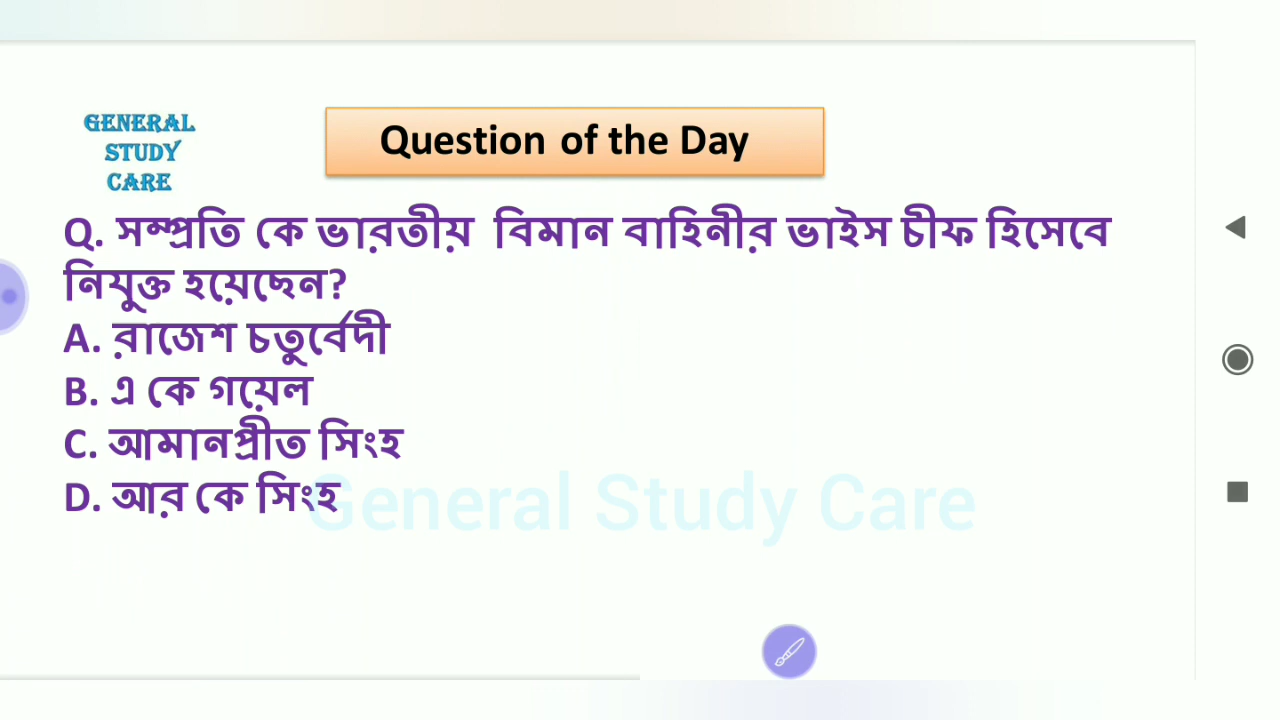 GENERAL
STUDY
CARE
Question of the Day
Q. সম্প্রতি কে ভারতীয় বিমান বাহিনীর ভাইস চীফ হিসেবে
নিযুক্ত হয়েছেন?
A. রাজেশ চতুর্বেদী
B. এ কে গয়েল
C. আমানপ্রীত সিংহ
D. আর কে সিংহ
General Study Care